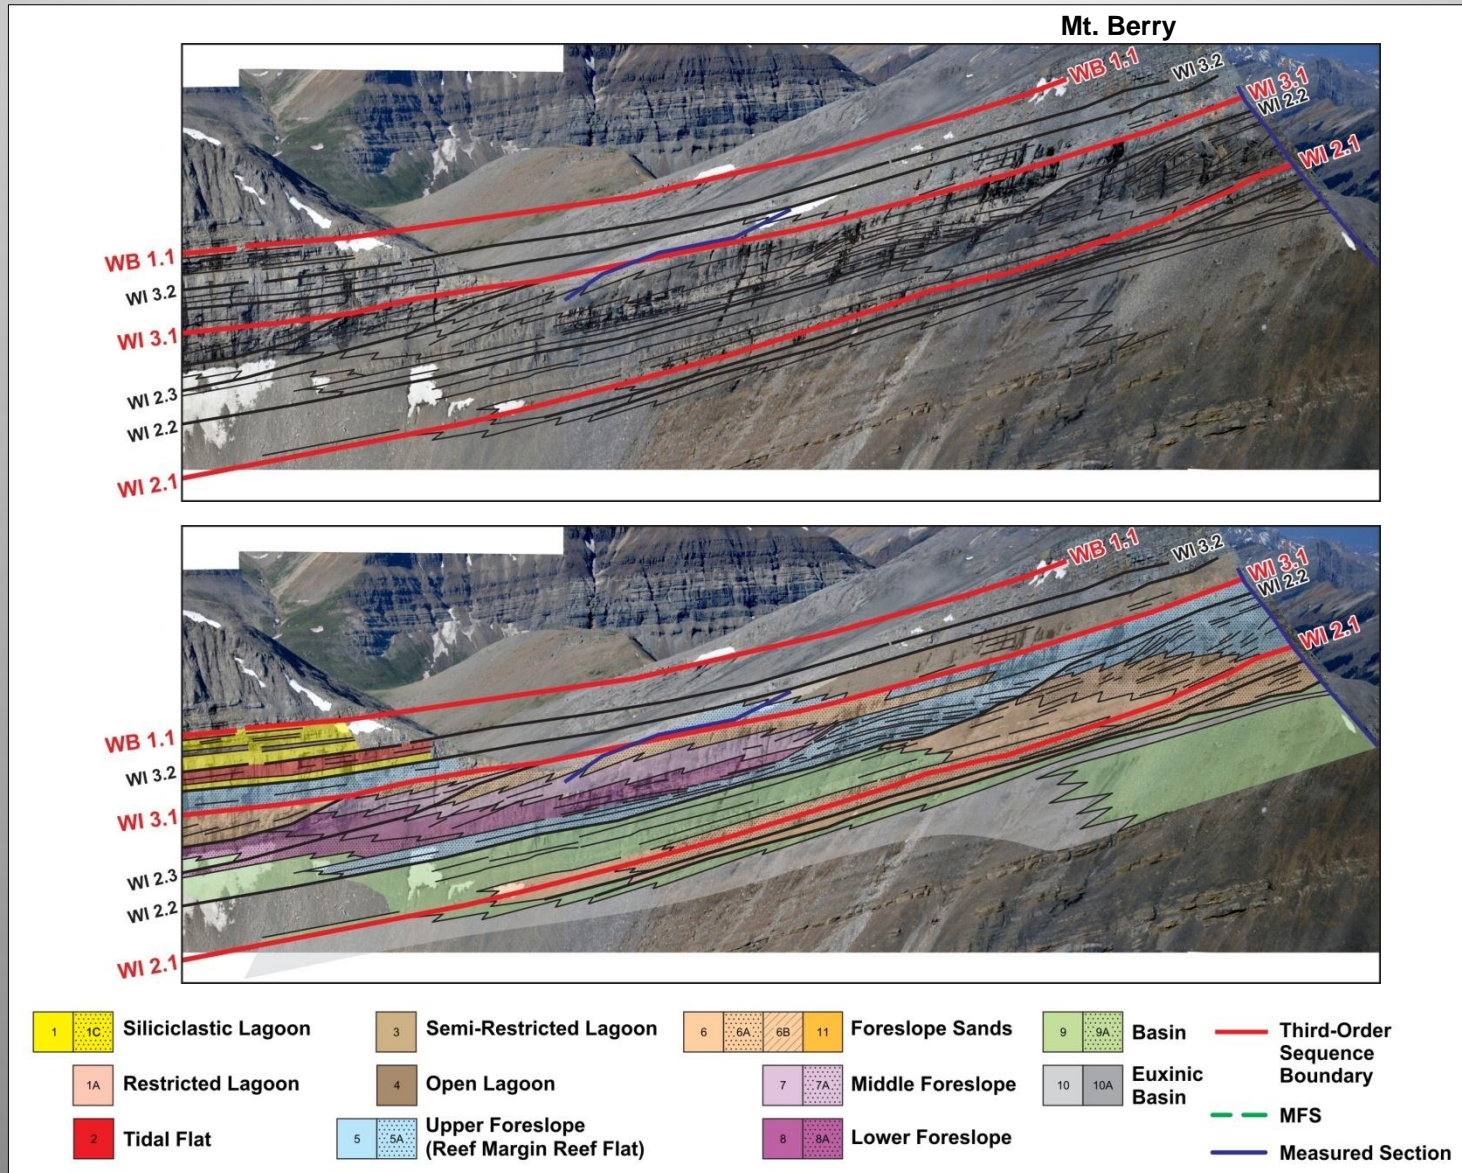 Mt. Berry
WB 1.1
WI 3.2
WI 3.1
WI 2.2
WI 2.1
WB 1.1
WI 3.2
WI 3.1
WI 2.3
WI 2.2
WI 2.1
WB 1.1
WI 3.2
WI 3.1
WI 2.2
WI 2.1
WB 1.1
WI 3.2
WI 3.1
WI 2.3
WI 2.2
WI 2.1
1 1C Siliciclastic Lagoon
1A Restricted Lagoon
2 Tidal Flat
3 Semi-Restricted Lagoon
4 Open Lagoon
5 5A Upper Foreslope
(Reef Margin Reef Flat)
6 6A 6B 11 Foreslope Sands
7 7A Middle Foreslope
8 8A Lower Foreslope
9 9A Basin
10 10A Euxinic
Basin
Third-Order
Sequence
Boundary
MFS
Measured Section